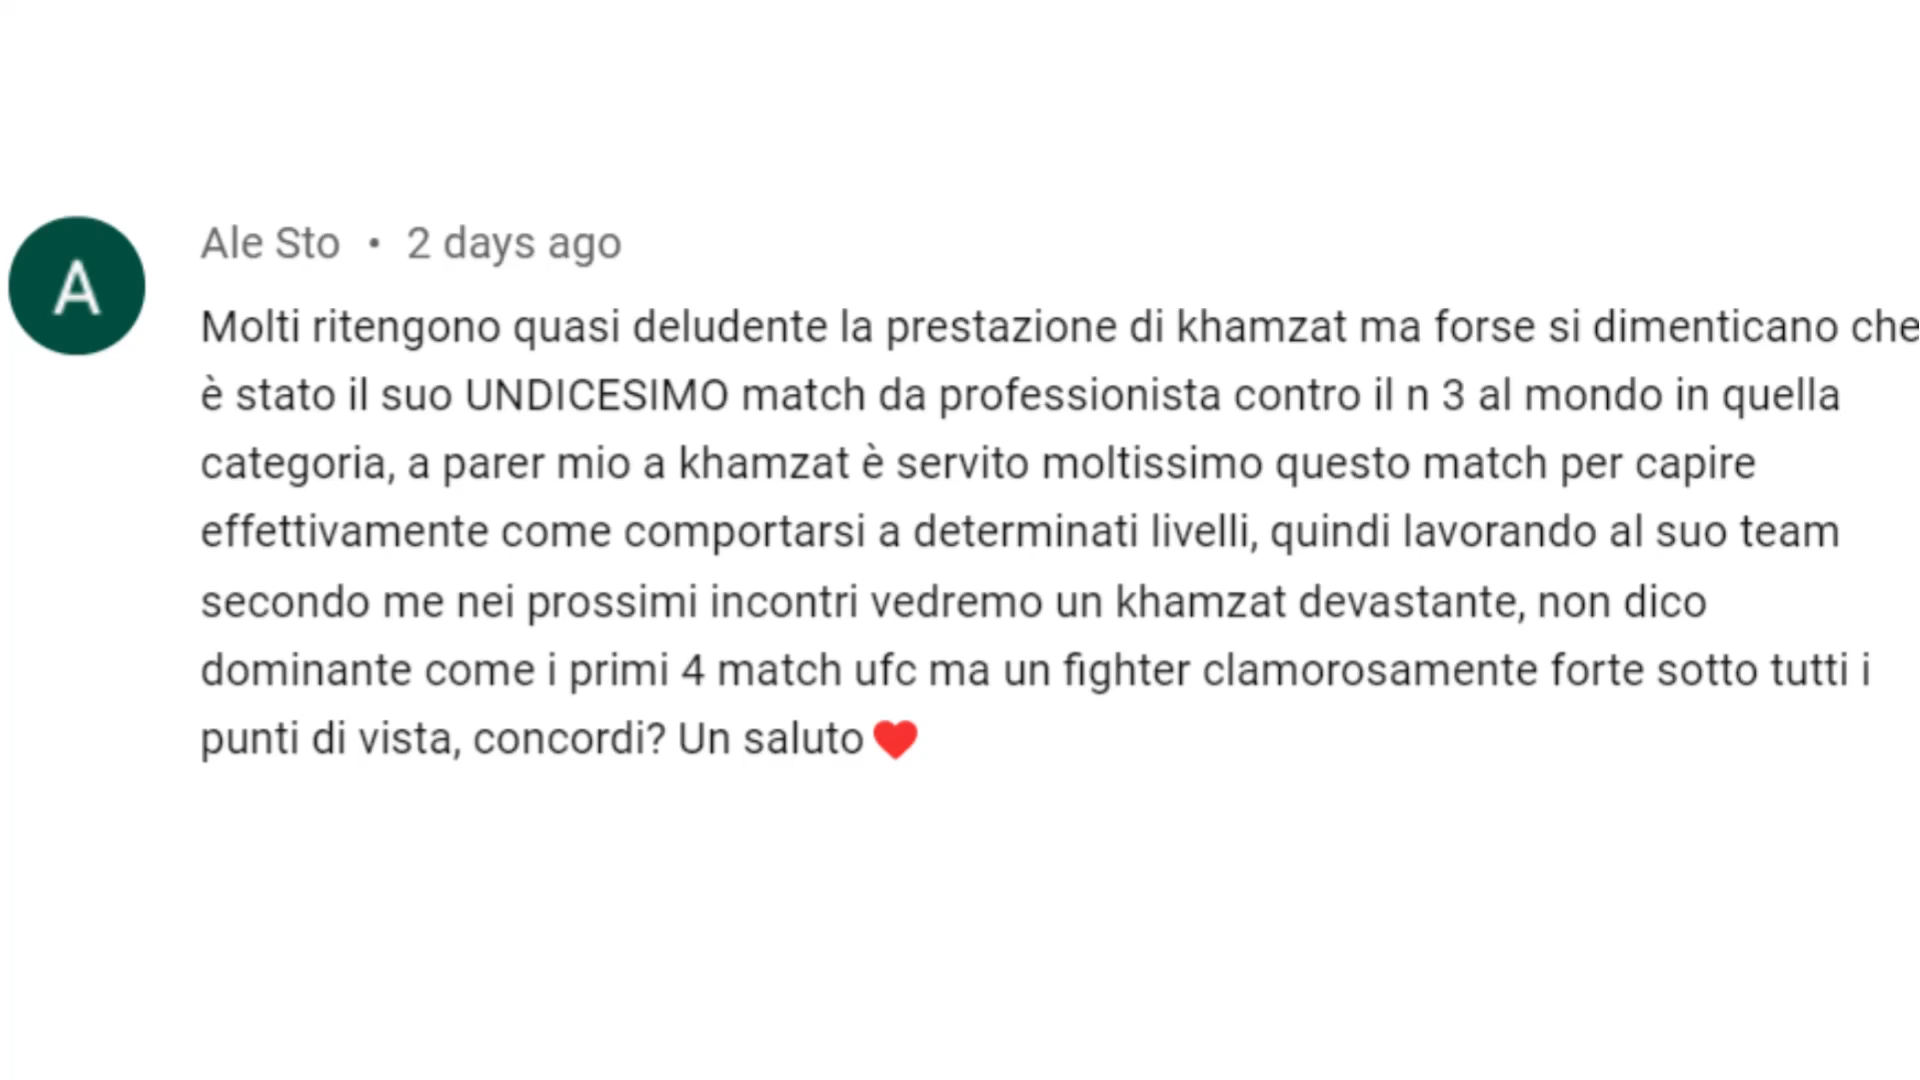 A
Ale Sto • 2 days ago
Molti ritengono quasi deludente la prestazione di khamzat ma forse si dimenticano che
è stato il suo UNDICESIMO match da professionista contro il n 3 al mondo in quella
categoria, a parer mio a khamzat è servito moltissimo questo match per capire
effettivamente come comportarsi a determinati livelli, quindi lavorando al suo team
secondo me nei prossimi incontri vedremo un khamzat devastante, non dico
dominante come i primi 4 match ufc ma un fighter clamorosamente forte sotto tutti i
punti di vista, concordi? Un saluto ❤️